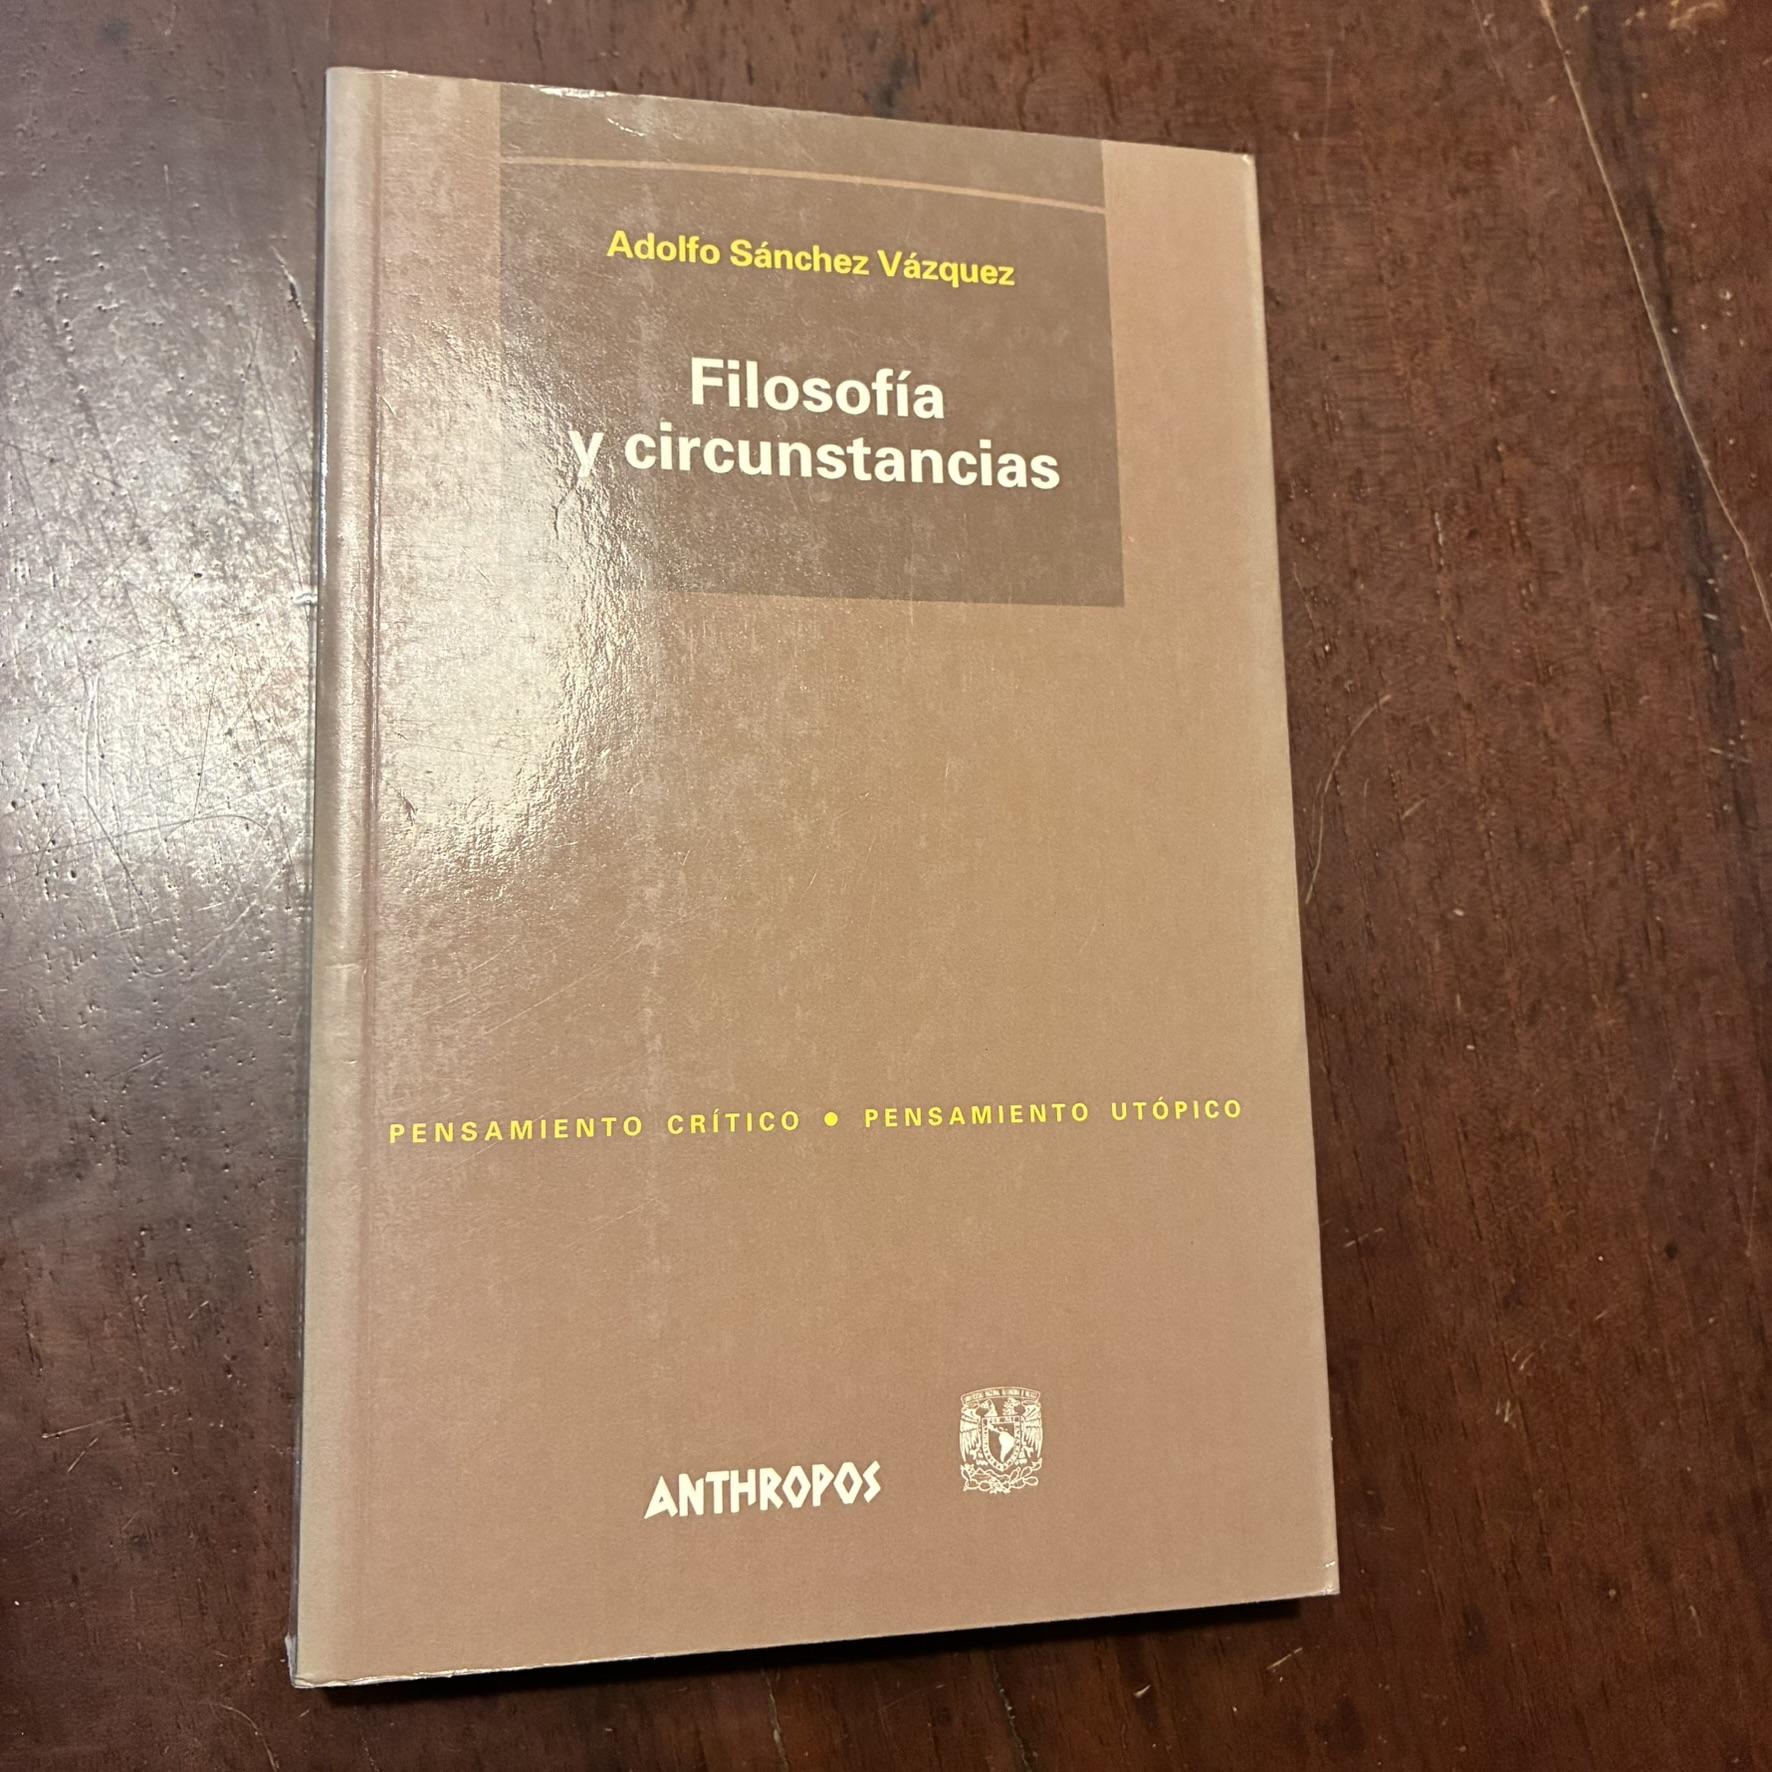 Adolfo Sánchez Vázquez
Filosofía
y circunstancias
PENSAMIENTO CRÍTICO • PENSAMIENTO UTÓPICO
ANTHROPOS